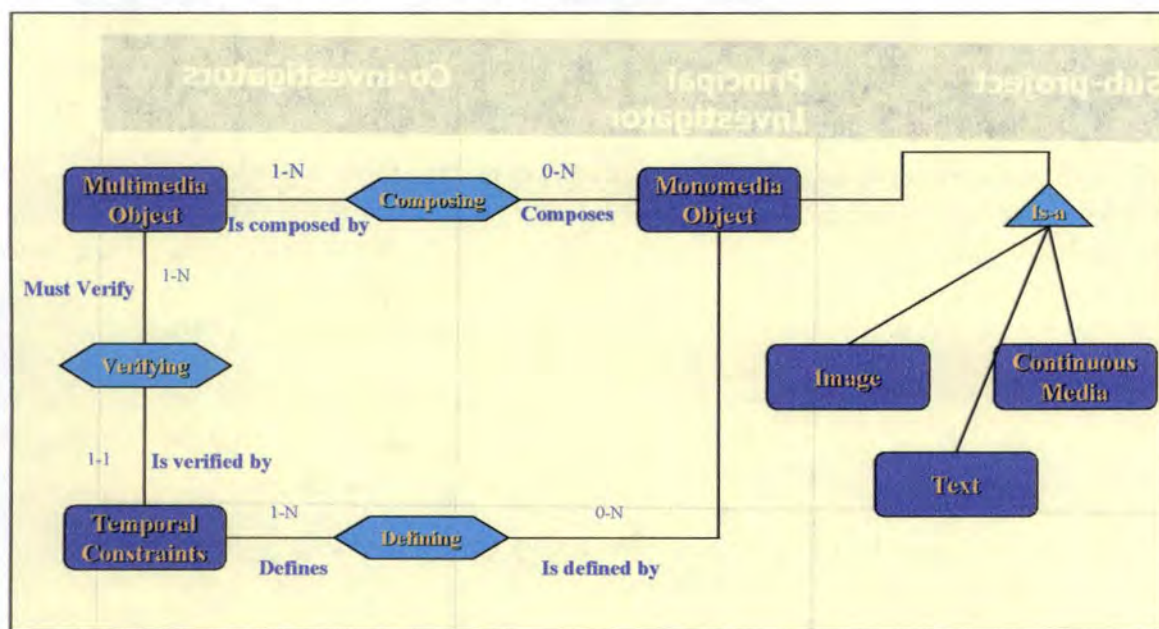 Sub-project
Principal
Investigator
Co-investigators
Multimedia
Object
1-N
Is composed by
Composing
0-N
Composes
Monomedia
Object
Is-a
Must Verify
1-N
Verifying
Image
Continuous
Media
Text
1-1
Is verified by
Temporal
Constraints
1-N
Defines
Defining
0-N
Is defined by